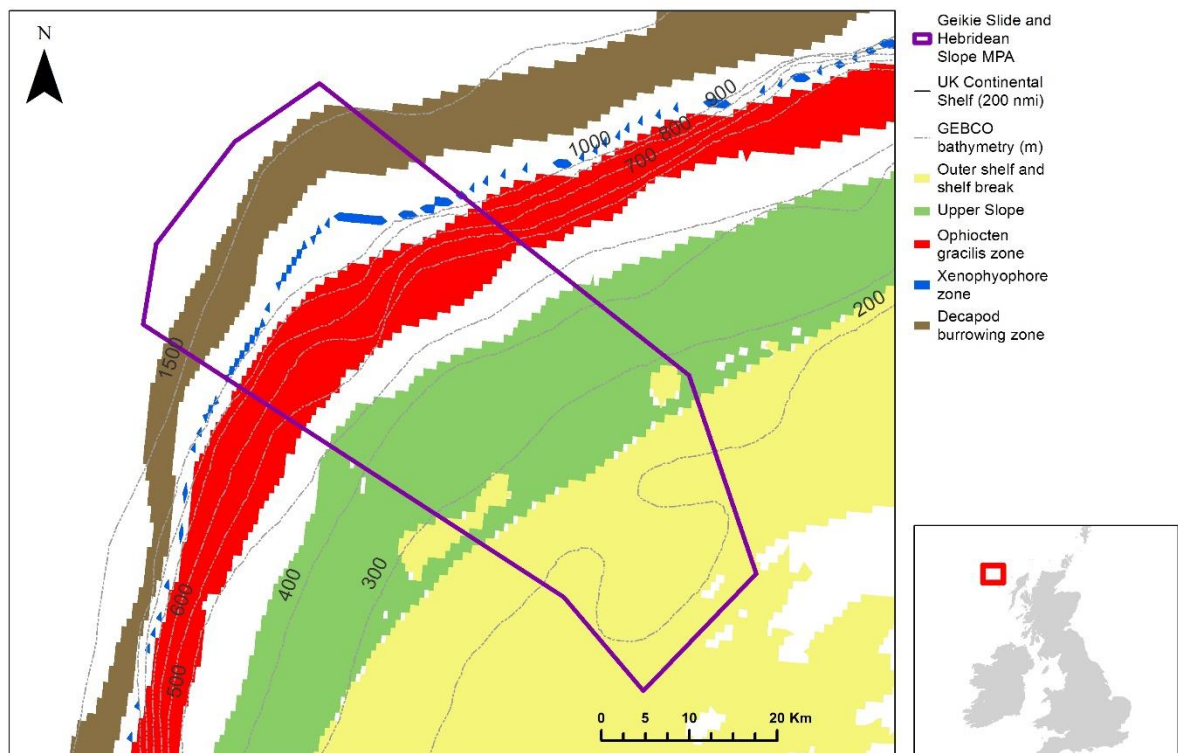 N
900
1000
800
700
200
1500
400
300
600
500
0 5 10 20 Km
Geikie Slide and
Hebridean
Slope MPA
UK Continental
Shelf (200 nmi)
GEBCO
bathymetry (m)
Outer shelf and
shelf break
Upper Slope
Ophiocten
gracilis zone
Xenophyophore
zone
Decapod
burrowing zone